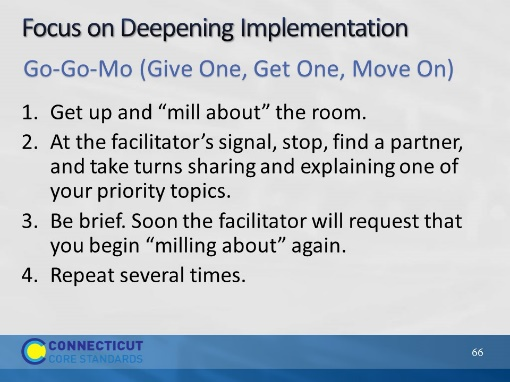 Focus on Deepening Implementation
Go-Go-Mo (Give One, Get One, Move On)
1. Get up and “mill about” the room.
2. At the facilitator’s signal, stop, find a partner,
and take turns sharing and explaining one of
your priority topics.
3. Be brief. Soon the facilitator will request that
you begin “milling about” again.
4. Repeat several times.
CONNECTICUT
CORE STANDARDS
66